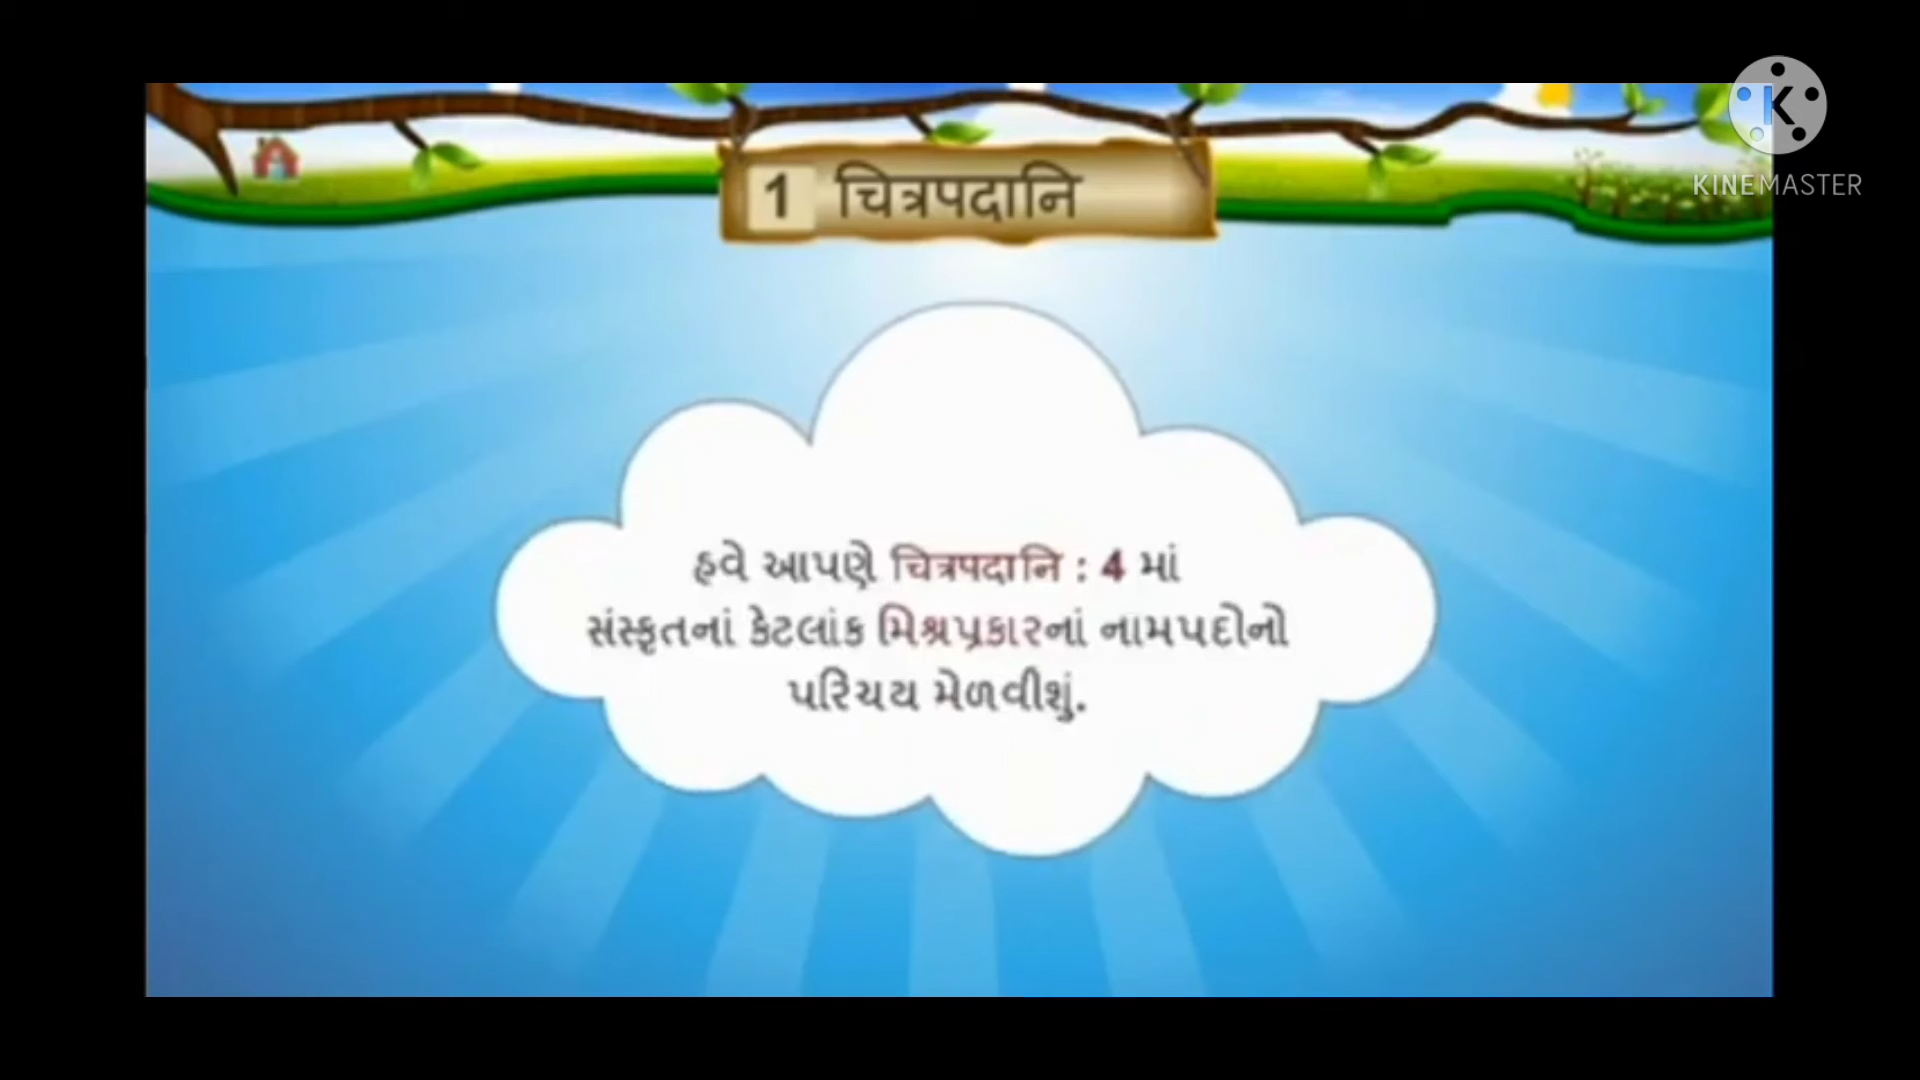 1 चित्रपदानि
KINEMASTER
હવે આપણે चित्रपदानि : 4 માં
સંસ્કૃતનાં કેટલાંક મિશ્રપ્રકારનાં નામપદોનો
પરિચય મેળવીશું.